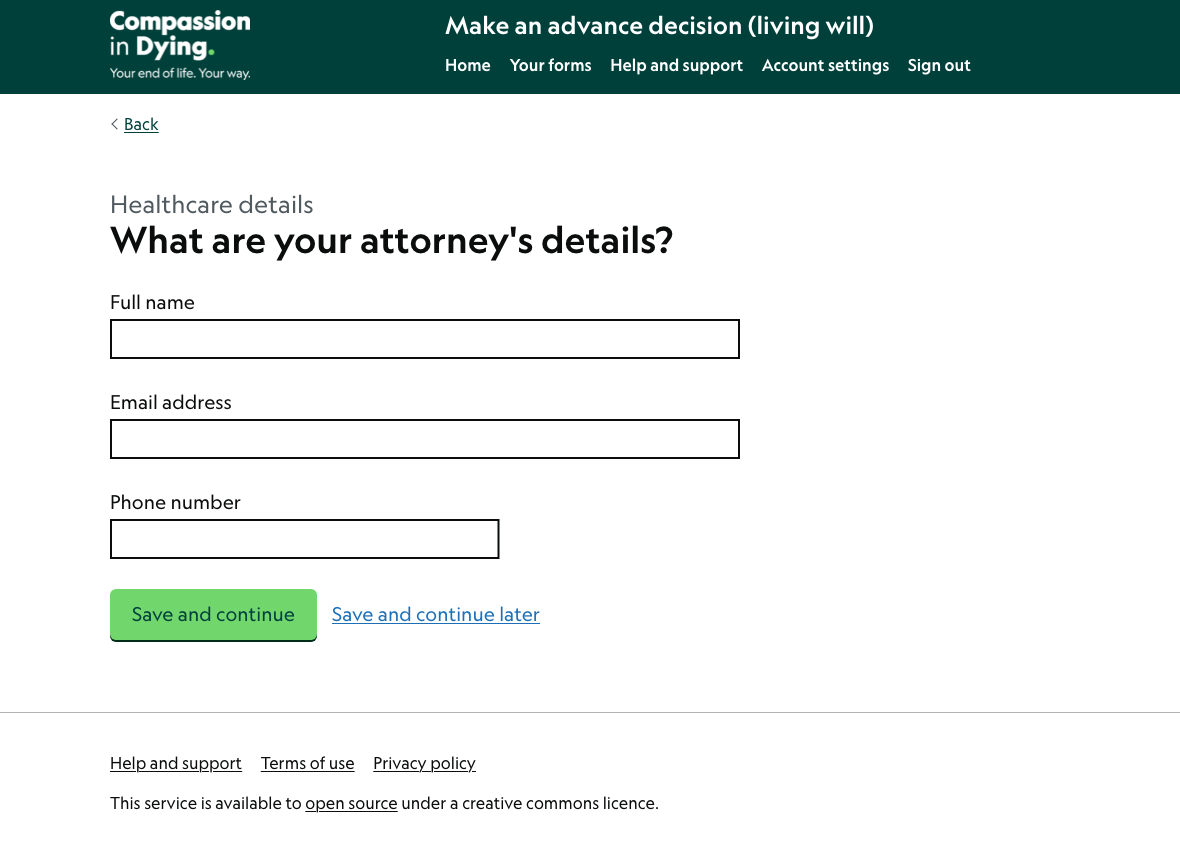 Compassion
in Dying.
Your end of life. Your way.
Make an advance decision (living will)
Home Your forms Help and support Account settings Sign out
Back
Healthcare details
What are your attorney's details?
Full name
Email address
Phone number
Save and continue Save and continue later
Help and support Terms of use Privacy policy
This service is available to open source under a creative commons licence.